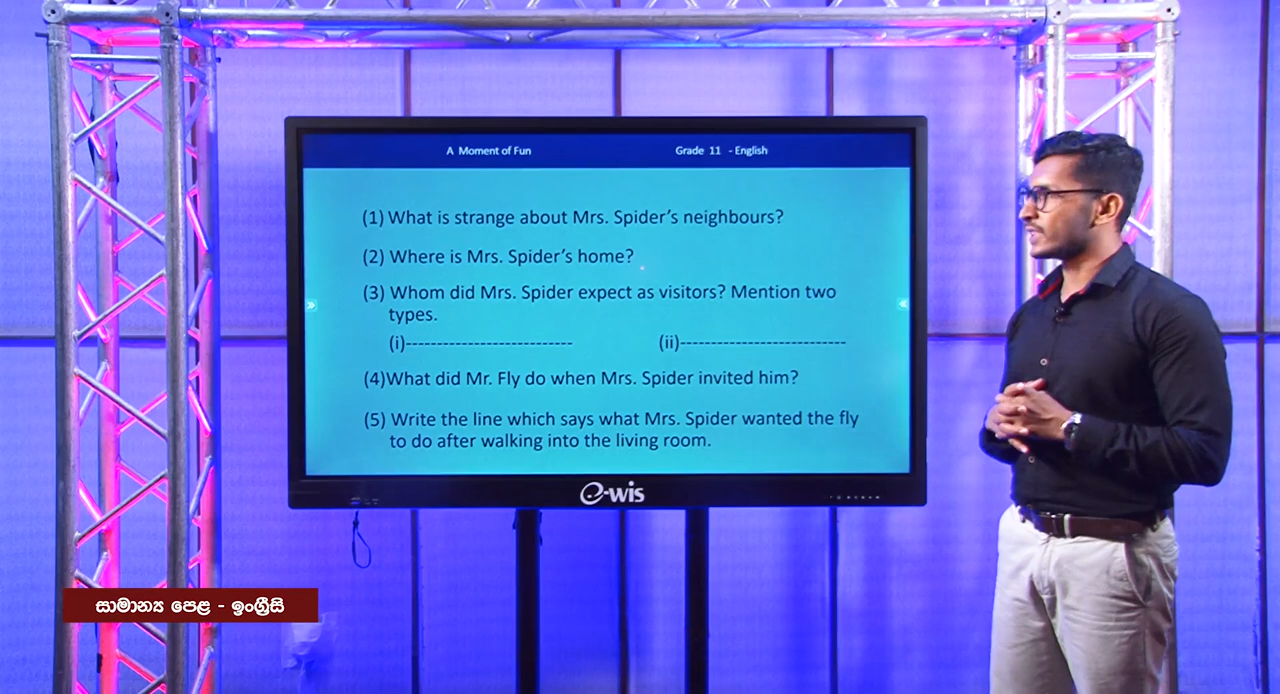 A Moment of Fun Grade 11 - English
(1) What is strange about Mrs. Spider's neighbours?
(2) Where is Mrs. Spider's home?
(3) Whom did Mrs. Spider expect as visitors? Mention two
types.
(i)--------------------------- (ii)---------------------------
(4)What did Mr. Fly do when Mrs. Spider invited him?
(5) Write the line which says what Mrs. Spider wanted the fly
to do after walking into the living room.
e-wis
සාමාන්‍ය පෙළ - ඉංග්‍රීසි